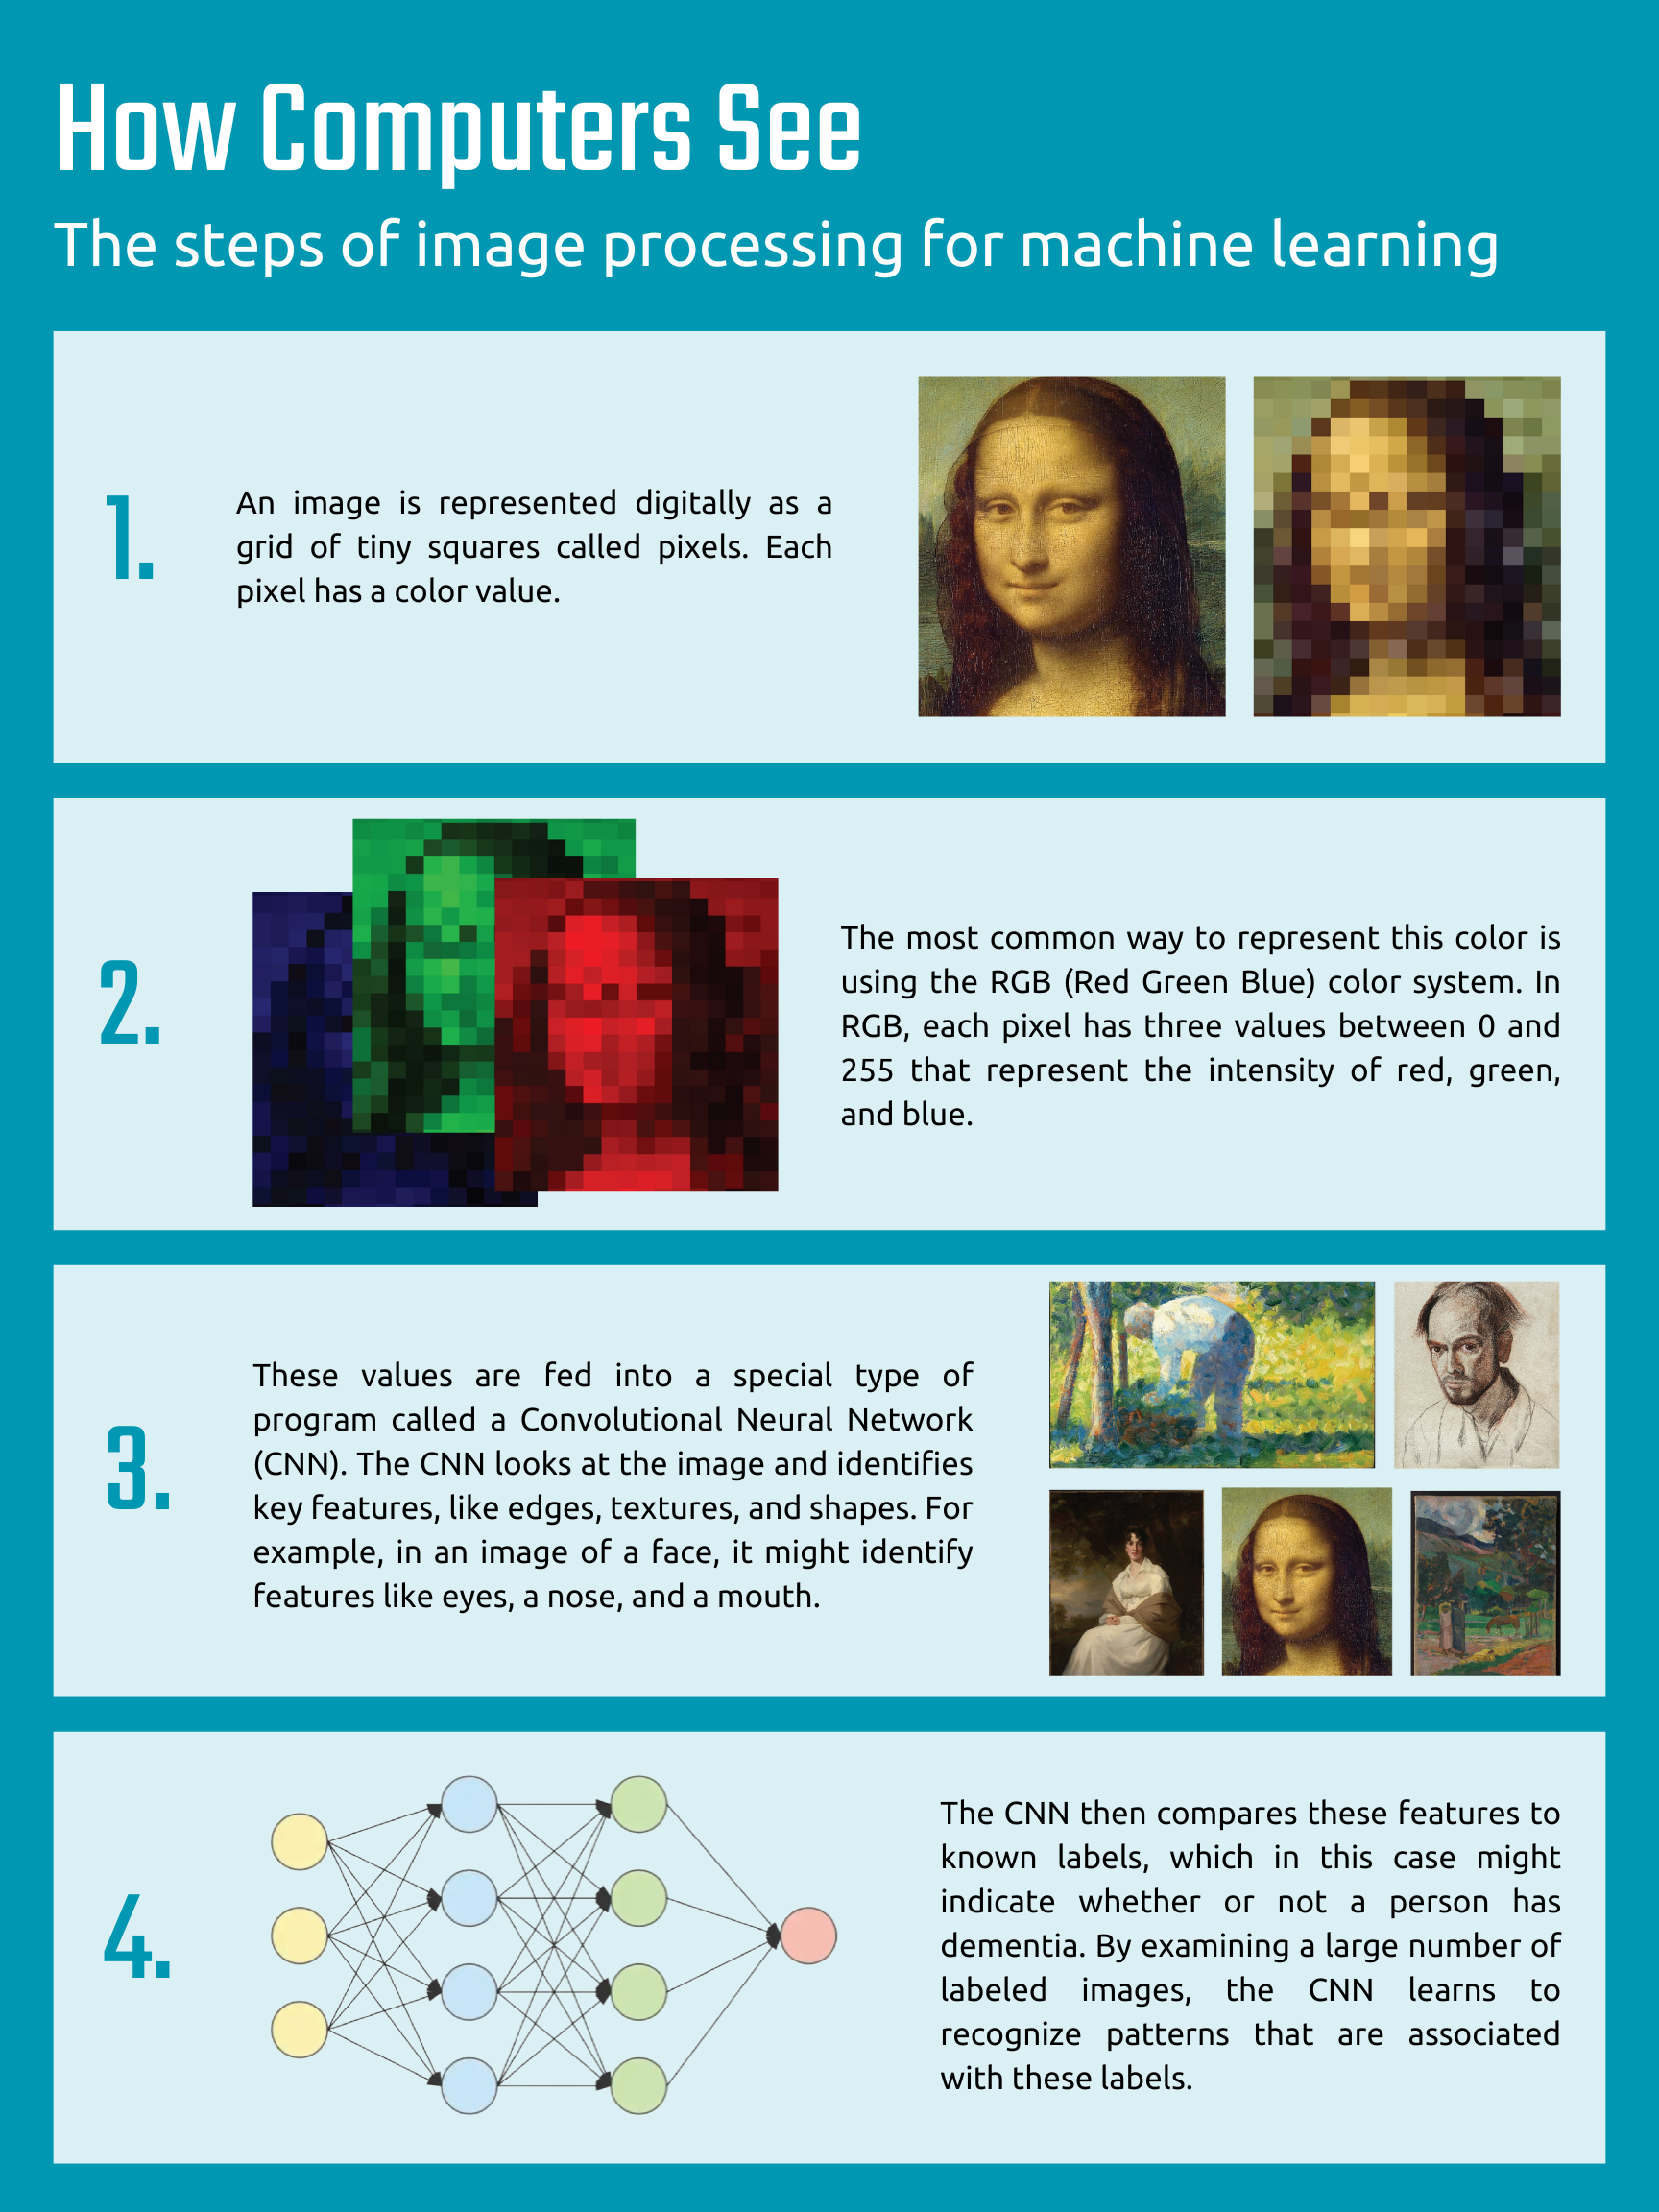 How Computers See
The steps of image processing for machine learning
1.
An image is represented digitally as a
grid of tiny squares called pixels. Each
pixel has a color value.
2.
The most common way to represent this color is
using the RGB (Red Green Blue) color system. In
RGB, each pixel has three values between 0 and
255 that represent the intensity of red, green,
and blue.
3.
These values are fed into a special type of
program called a Convolutional Neural Network
(CNN). The CNN looks at the image and identifies
key features, like edges, textures, and shapes. For
example, in an image of a face, it might identify
features like eyes, a nose, and a mouth.
4.
The CNN then compares these features to
known labels, which in this case might
indicate whether or not a person has
dementia. By examining a large number of
labeled images, the CNN learns to
recognize patterns that are associated
with these labels.